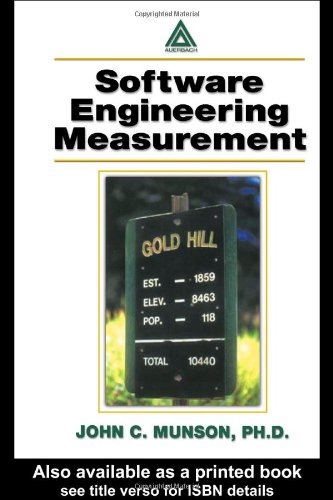 AUERBACH
Software
Engineering
Measurement
GOLD HILL
EST. - 1859
ELEV. - 8463
POP. - 118
TOTAL 10440
JOHN C. MUNSON, PH.D.
Also available as a printed book
see title verso for ISBN details